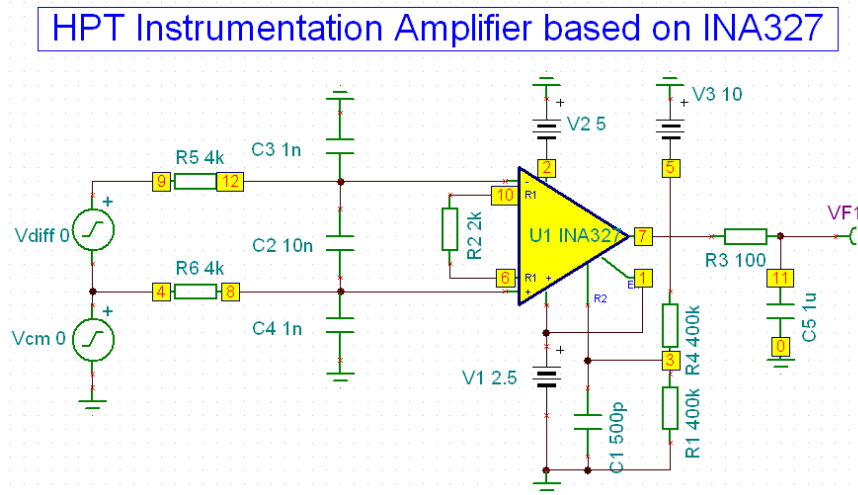 HPT Instrumentation Amplifier based on INA327
+
V3 10
+
V2 5
C3 1n
R5 4k
9
12
2
5
-
10
R1
+
Vdiff 0
C2 10n
R2 2k
U1 INA327
7
VF1
R3 100
R6 4k
4
8
6
R1
+
+
1
E
11
R2
+
Vcm 0
C4 1n
R4 400k
C5 1u
+
V1 2.5
3
0
C1 500p
R1 400k